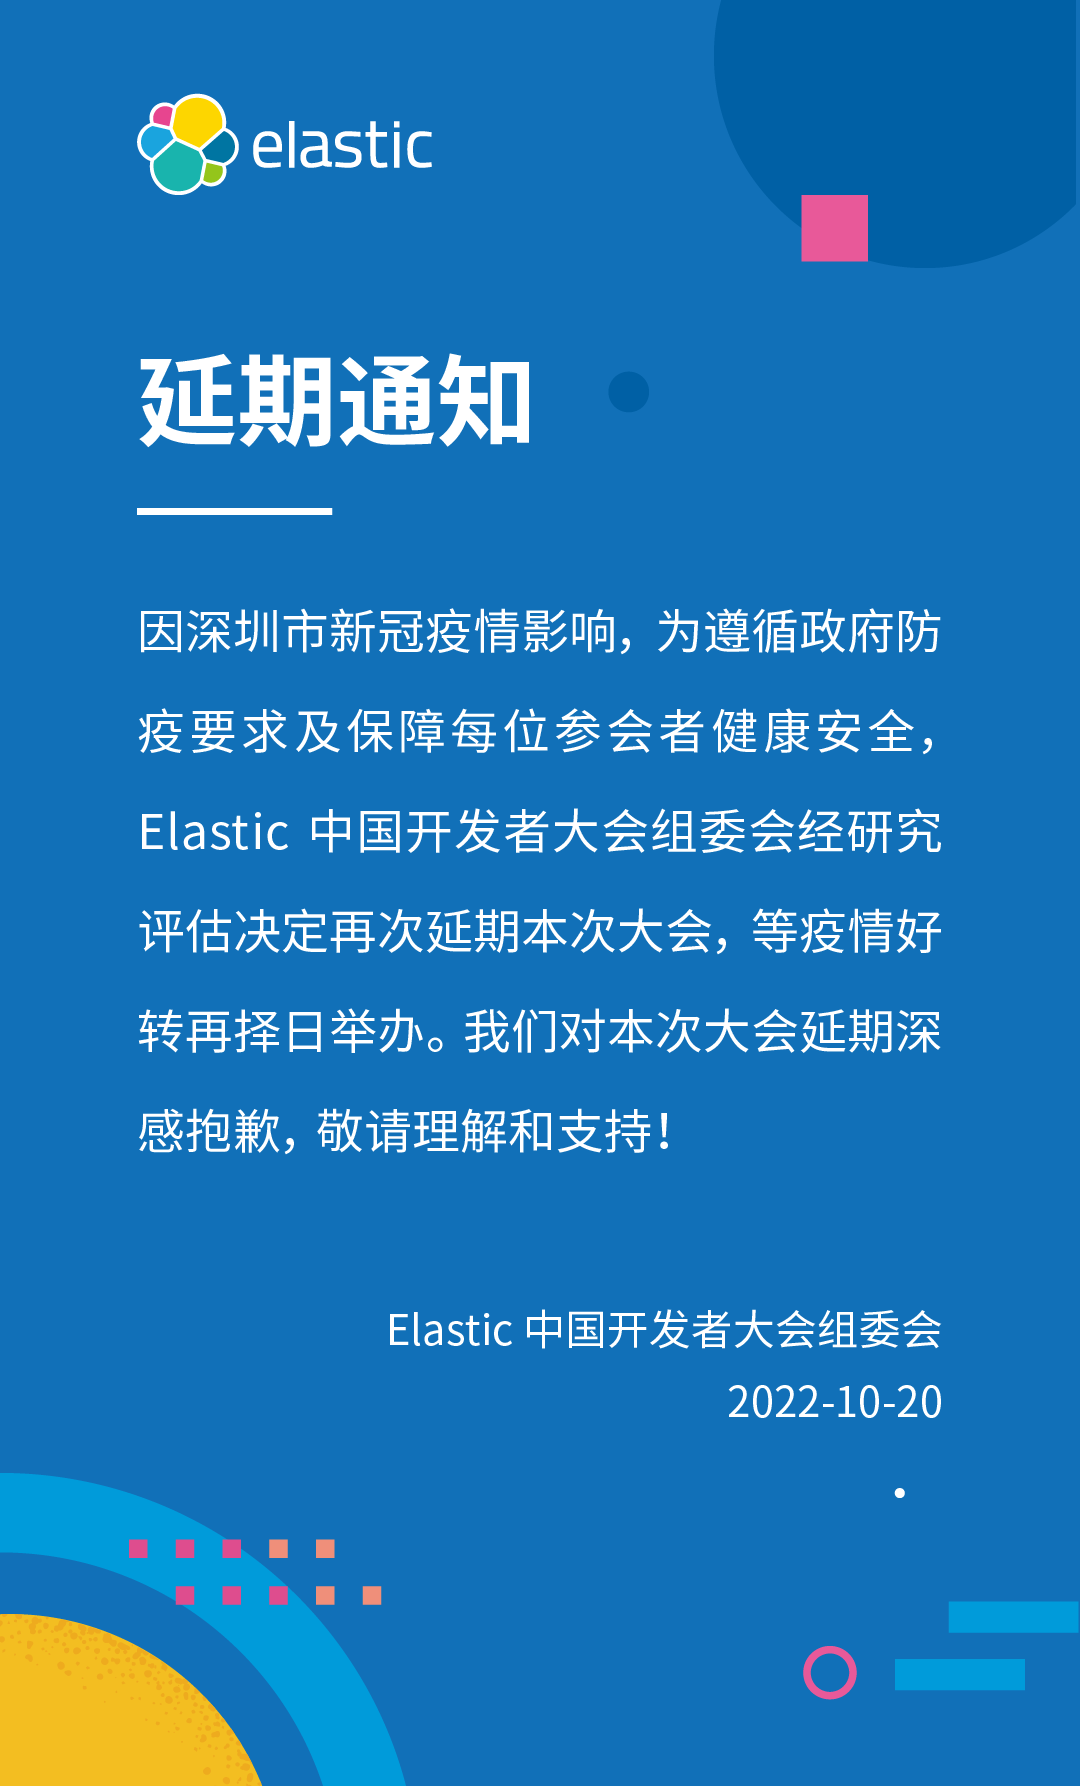 elastic
延期通知
因深圳市新冠疫情影响，为遵循政府防
疫要求及保障每位参会者健康安全，
Elastic 中国开发者大会组委会经研究
评估决定再次延期本次大会，等疫情好
转再择日举办。我们对本次大会延期深
感抱歉，敬请理解和支持！
Elastic 中国开发者大会组委会
2022-10-20